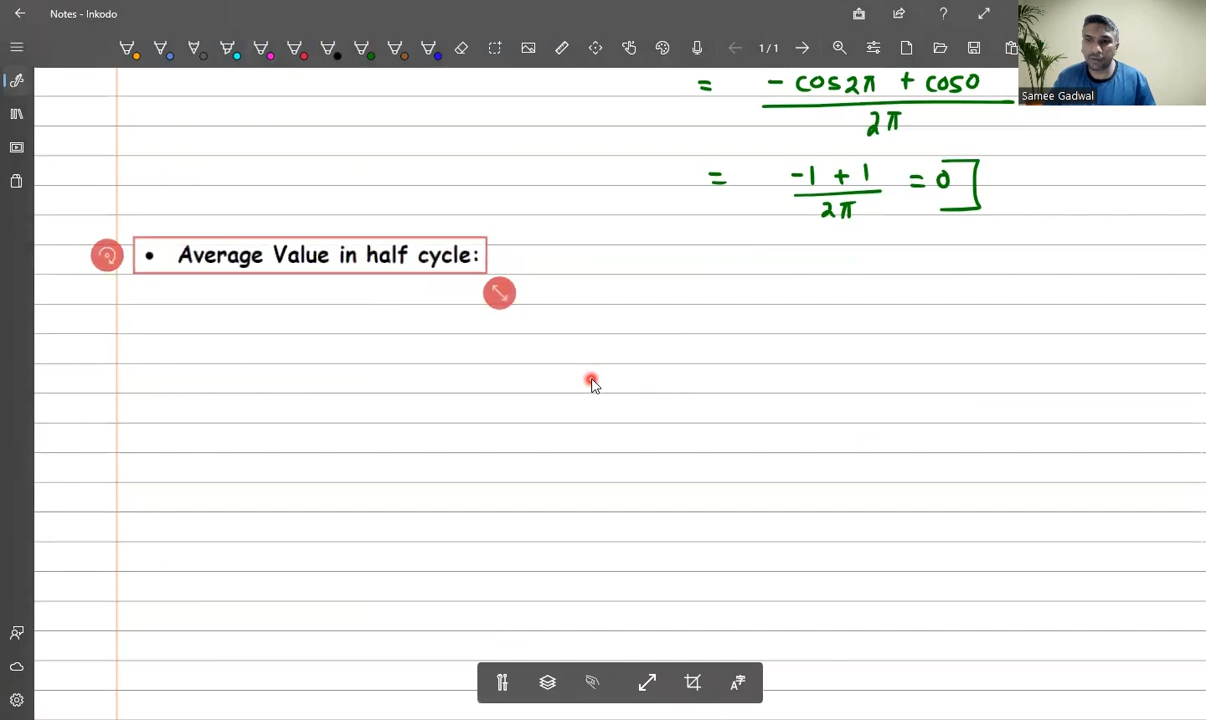 Notes - Inkodo
1 / 1
Samee Gadwal
= - cos2π + cos0
2π
= -1 + 1 = 0
2π
• Average Value in half cycle: